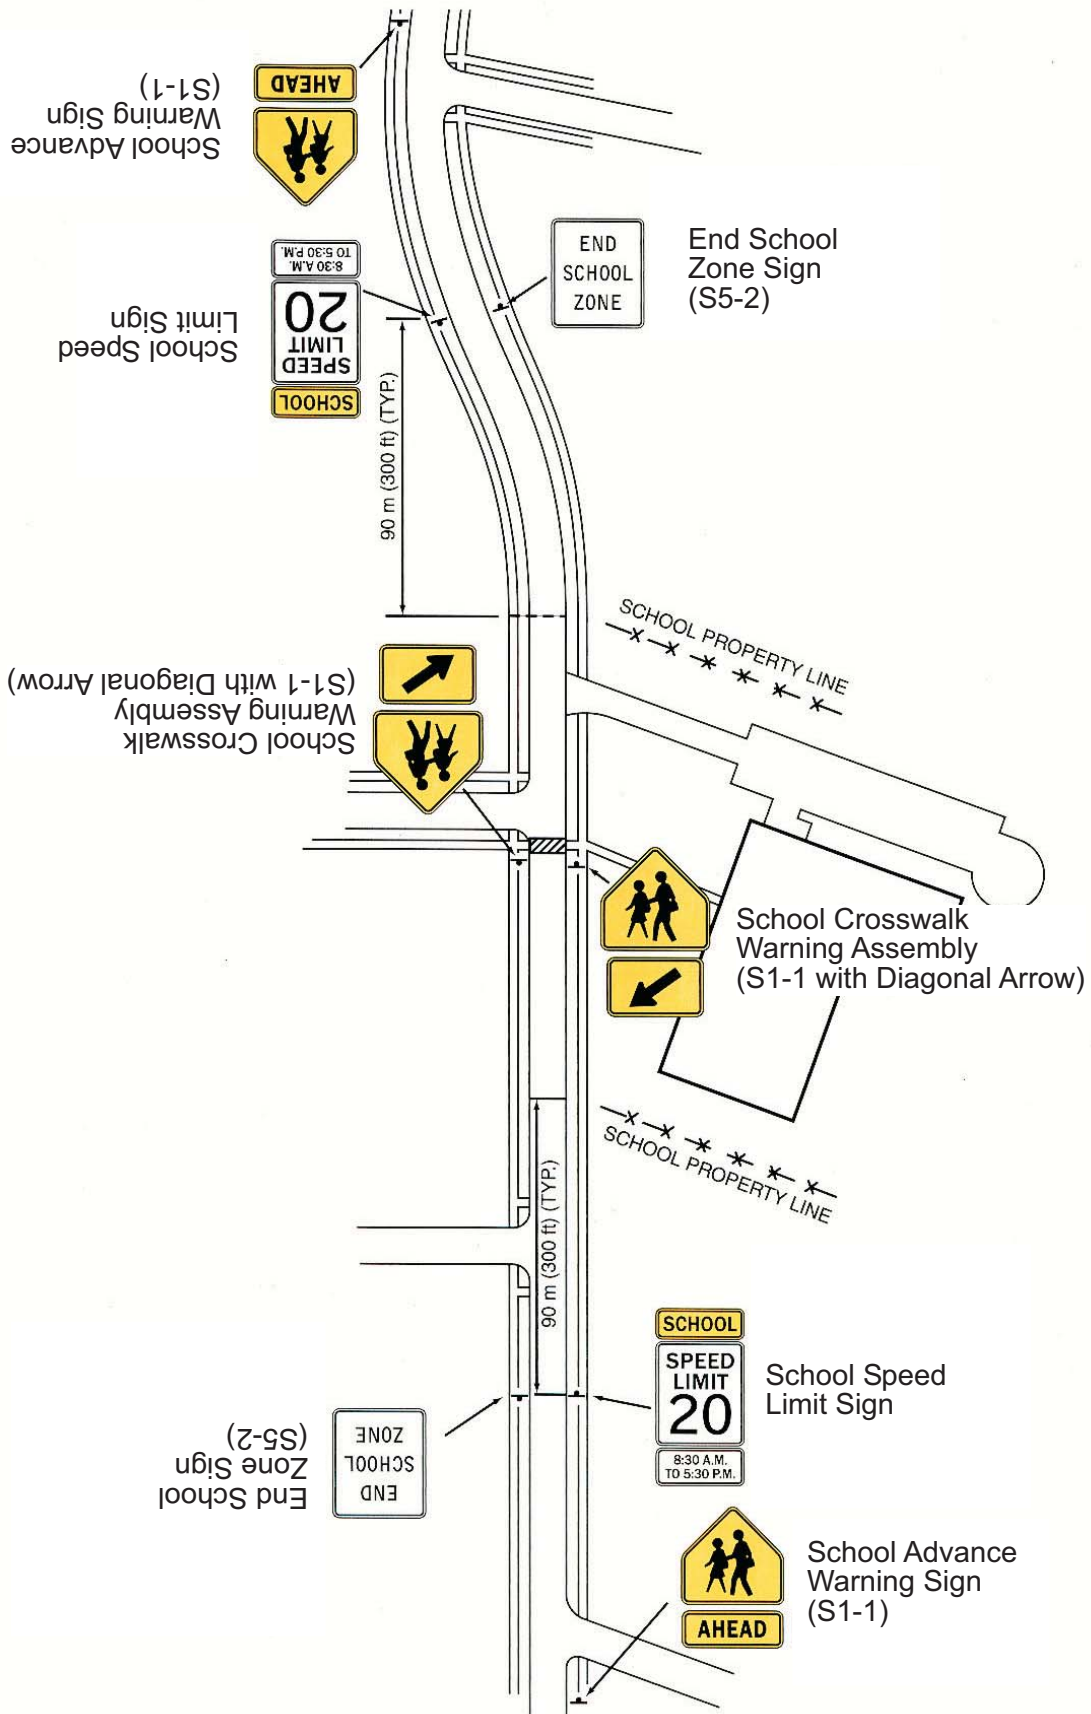 AHEAD
School Advance
Warning Sign
(S1-1)
END
SCHOOL
ZONE
End School
Zone Sign
(S5-2)
SCHOOL
SPEED
LIMIT
20
8:30 A.M.
TO 5:30 P.M.
School Speed
Limit Sign
90 m (300 ft) (TYP.)
SCHOOL PROPERTY LINE
School Crosswalk
Warning Assembly
(S1-1 with Diagonal Arrow)
School Crosswalk
Warning Assembly
(S1-1 with Diagonal Arrow)
SCHOOL PROPERTY LINE
90 m (300 ft) (TYP.)
SCHOOL
SPEED
LIMIT
20
8:30 A.M.
TO 5:30 P.M.
School Speed
Limit Sign
END
SCHOOL
ZONE
End School
Zone Sign
(S5-2)
AHEAD
School Advance
Warning Sign
(S1-1)